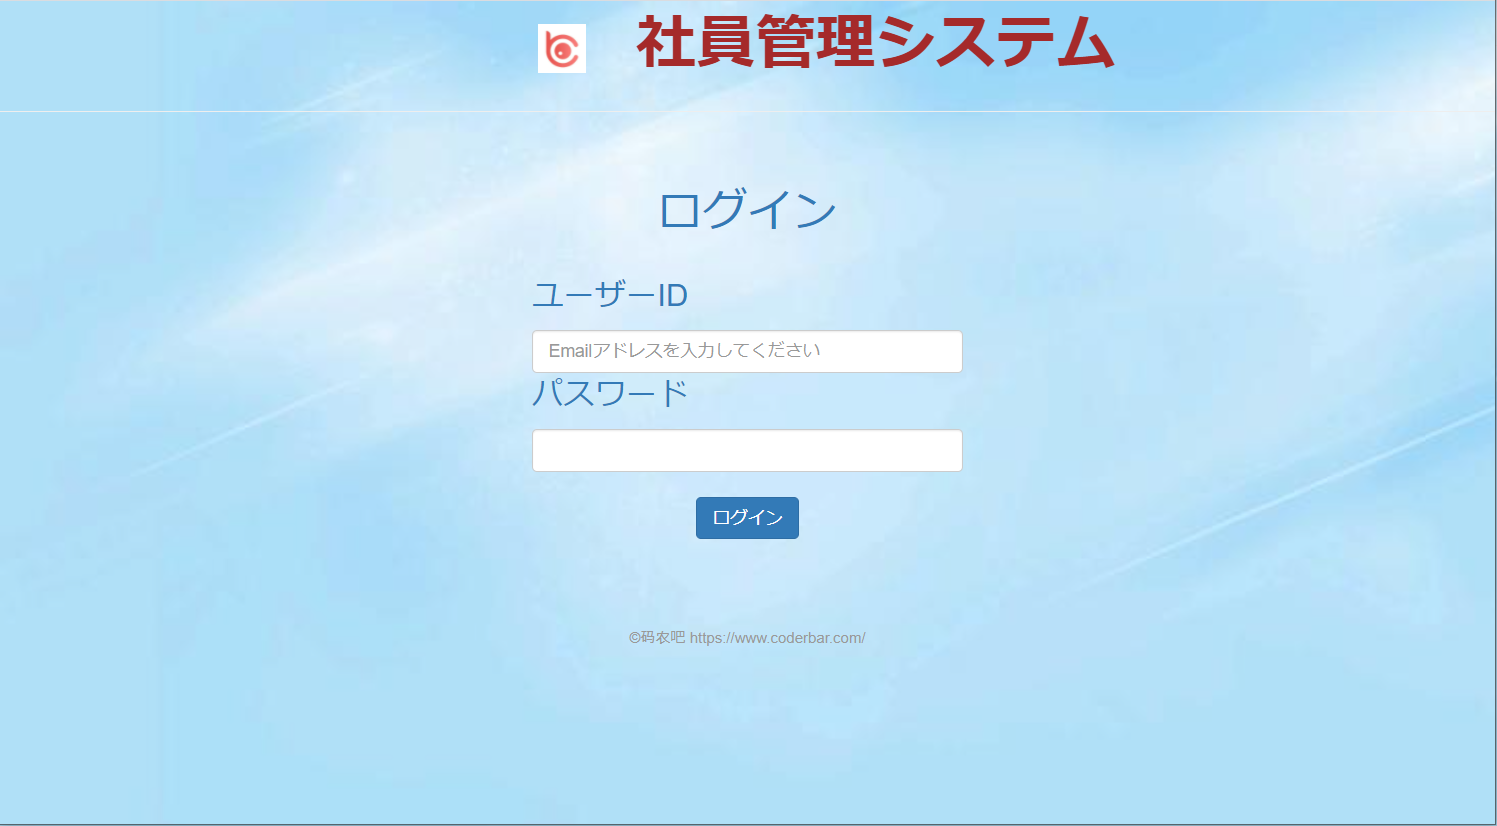 社員管理システム
ログイン
ユーザーID
Emailアドレスを入力してください
パスワード
ログイン
©码农吧 https://www.coderbar.com/